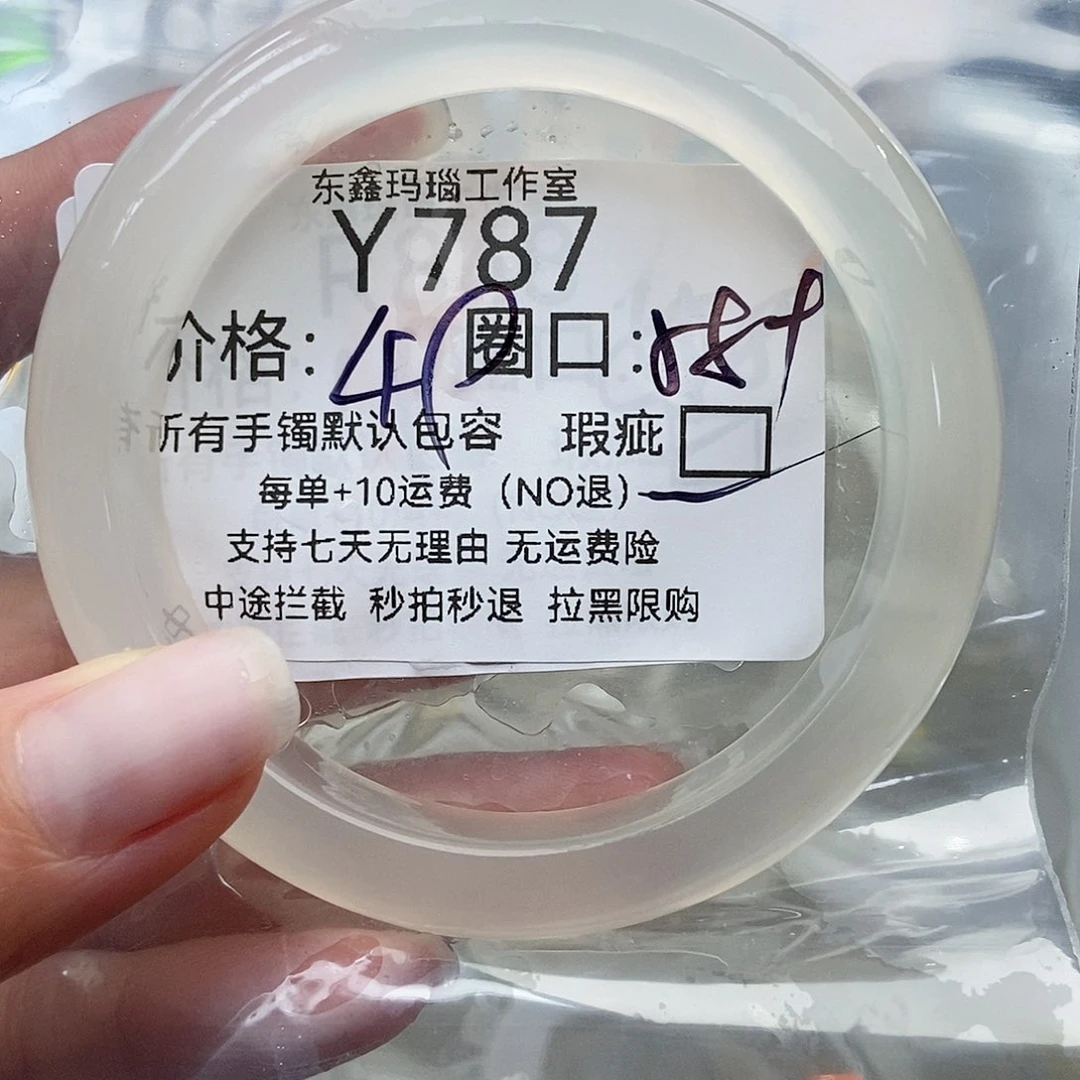 东鑫玛瑙工作室
Y787
价格: 40 圈口:
所有手镯默认包容 瑕疵
每单+10运费（NO退）
支持七天无理由 无运费险
中途拦截 秒拍秒退 拉黑限购